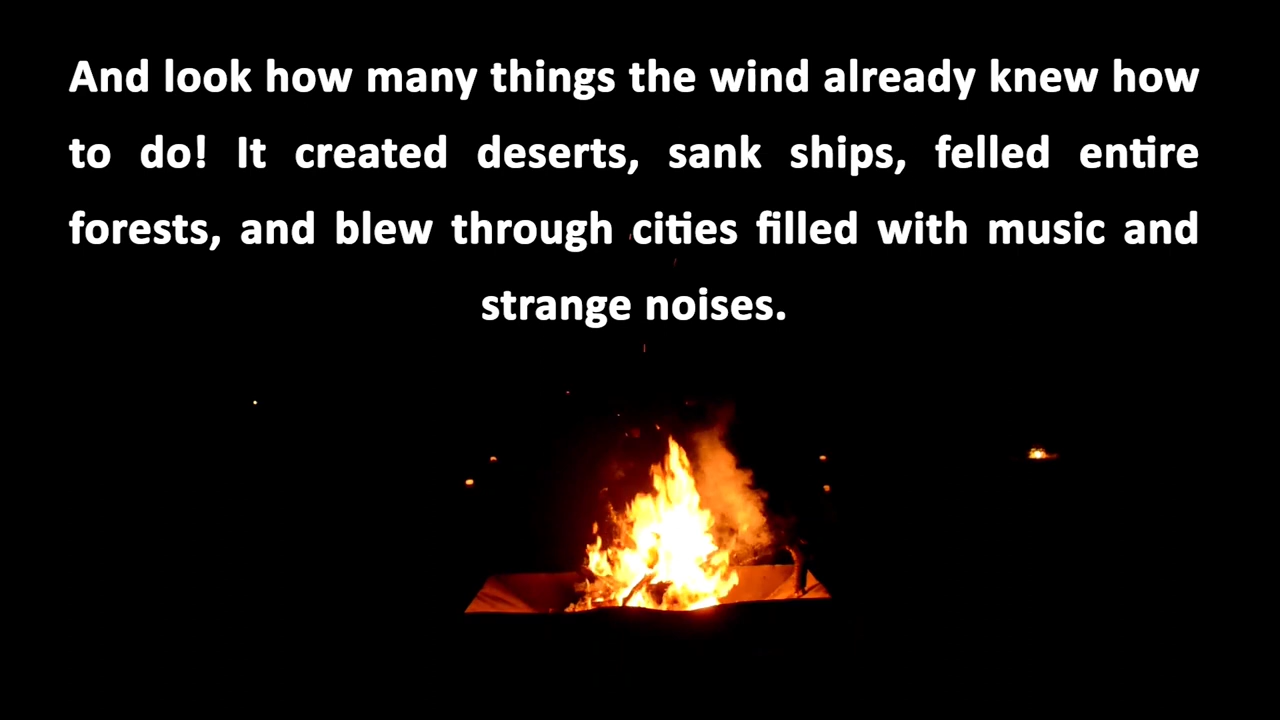 And look how many things the wind already knew how
to do! It created deserts, sank ships, felled entire
forests, and blew through cities filled with music and
strange noises.